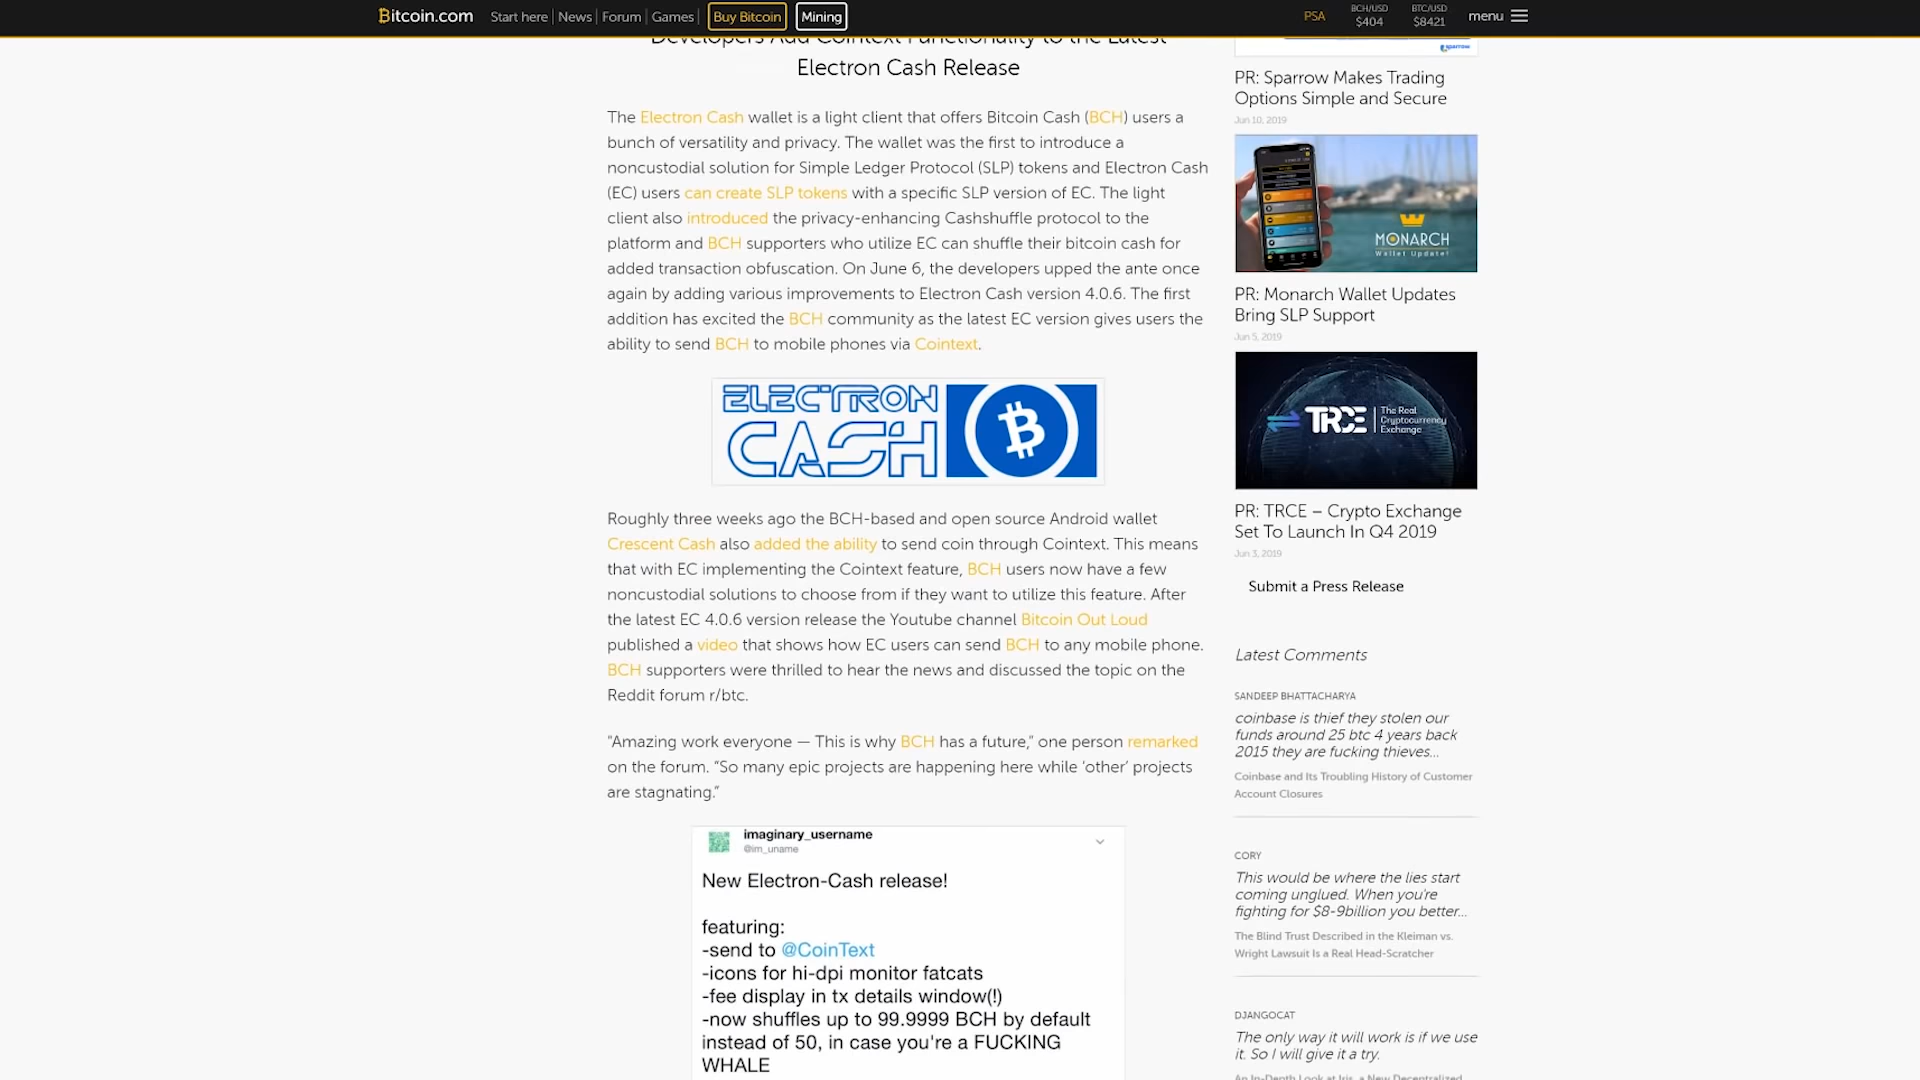 Bitcoin.com
Start here
News
Forum
Games
Buy Bitcoin
Mining
PSA
BCH/USD
$404
BTC/USD
$8421
menu
Developers Add Cointext Functionality to the Latest
Electron Cash Release
The Electron Cash wallet is a light client that offers Bitcoin Cash (BCH) users a
bunch of versatility and privacy. The wallet was the first to introduce a
noncustodial solution for Simple Ledger Protocol (SLP) tokens and Electron Cash
(EC) users can create SLP tokens with a specific SLP version of EC. The light
client also introduced the privacy-enhancing Cashshuffle protocol to the
platform and BCH supporters who utilize EC can shuffle their bitcoin cash for
added transaction obfuscation. On June 6, the developers upped the ante once
again by adding various improvements to Electron Cash version 4.0.6. The first
addition has excited the BCH community as the latest EC version gives users the
ability to send BCH to mobile phones via Cointext.
ELECTRON
CASH
Roughly three weeks ago the BCH-based and open source Android wallet
Crescent Cash also added the ability to send coin through Cointext. This means
that with EC implementing the Cointext feature, BCH users now have a few
noncustodial solutions to choose from if they want to utilize this feature. After
the latest EC 4.0.6 version release the Youtube channel Bitcoin Out Loud
published a video that shows how EC users can send BCH to any mobile phone.
BCH supporters were thrilled to hear the news and discussed the topic on the
Reddit forum r/btc.
“Amazing work everyone — This is why BCH has a future,” one person remarked
on the forum. “So many epic projects are happening here while ‘other’ projects
are stagnating.”
imaginary_username
@im_uname
New Electron-Cash release!
featuring:
-send to @CoinText
-icons for hi-dpi monitor fatcats
-fee display in tx details window(!)
-now shuffles up to 99.9999 BCH by default
instead of 50, in case you're a FUCKING
WHALE
sparrow
PR: Sparrow Makes Trading
Options Simple and Secure
Jun 10, 2019
MONARCH
Wallet Update!
PR: Monarch Wallet Updates
Bring SLP Support
Jun 5, 2019
TRCE
The Real
Cryptocurrency
Exchange
PR: TRCE – Crypto Exchange
Set To Launch In Q4 2019
Jun 3, 2019
Submit a Press Release
Latest Comments
SANDEEP BHATTACHARYA
coinbase is thief they stolen our
funds around 25 btc 4 years back
2015 they are fucking thieves...
Coinbase and Its Troubling History of Customer
Account Closures
CORY
This would be where the lies start
coming unglued. When you're
fighting for $8-9billion you better...
The Blind Trust Described in the Kleiman vs.
Wright Lawsuit Is a Real Head-Scratcher
DJANGOCAT
The only way it will work is if we use
it. So I will give it a try.
An In-Depth Look at Iris, a New Decentralized